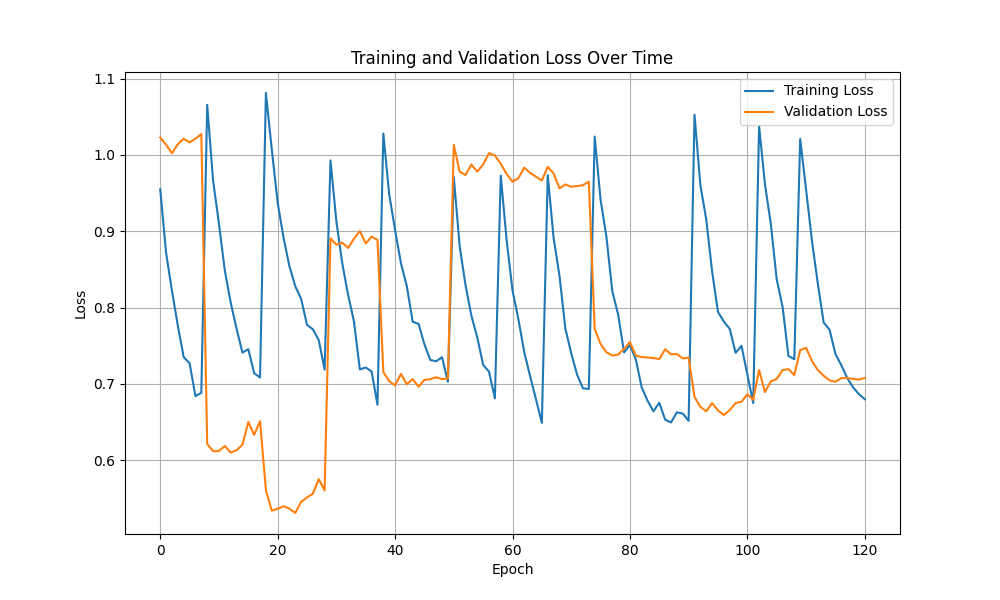 Training and Validation Loss Over Time
Training Loss
Validation Loss
1.1
1.0
0.9
0.8
0.7
0.6
Loss
0 20 40 60 80 100 120
Epoch